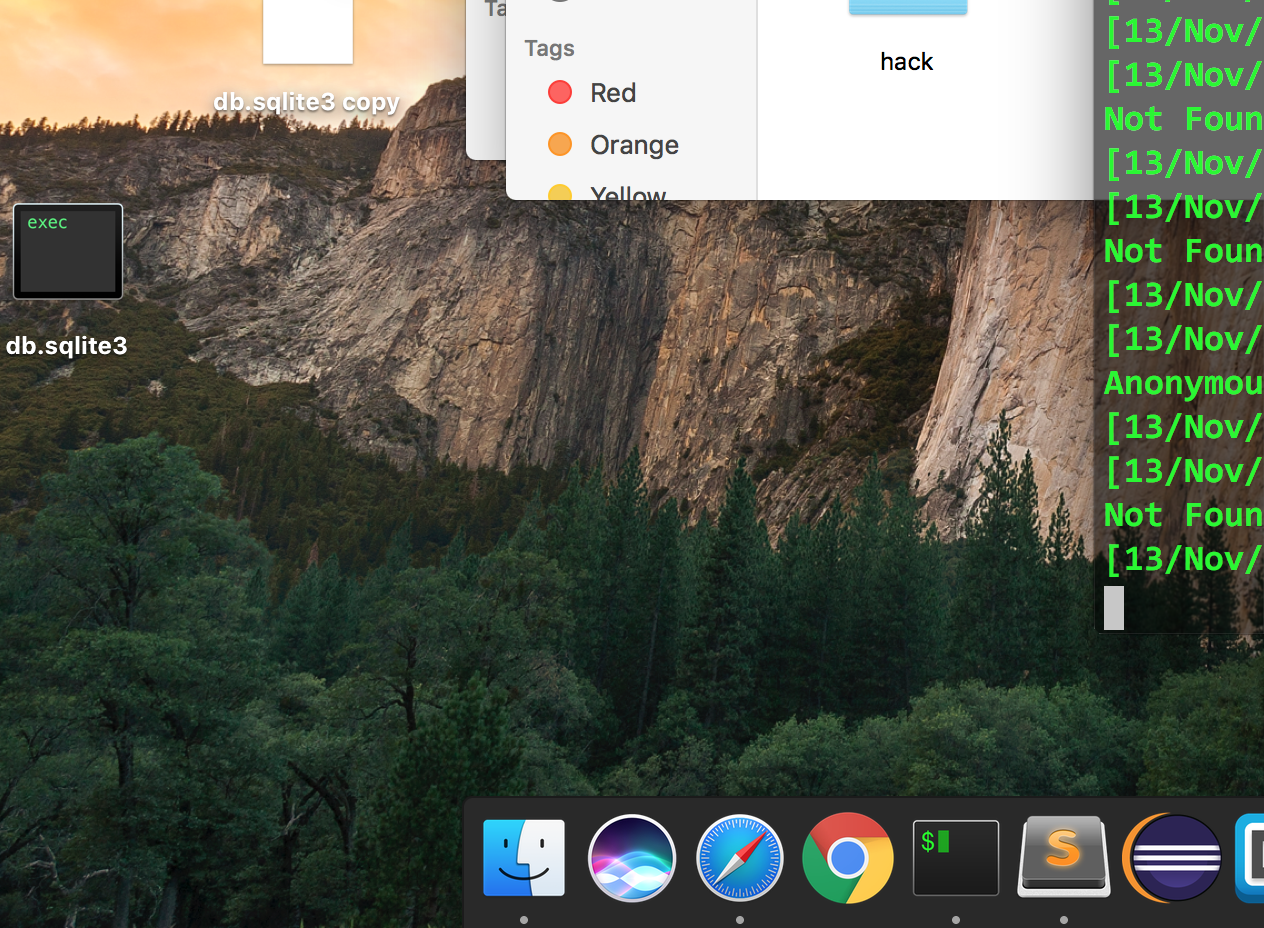 db.sqlite3 copy
exec
db.sqlite3
Ta
Tags
Red
Orange
Yellow
hack
[13/Nov/
[13/Nov/
Not Foun
[13/Nov/
[13/Nov/
Not Foun
[13/Nov/
[13/Nov/
Anonymou
[13/Nov/
[13/Nov/
Not Foun
[13/Nov/
$
S